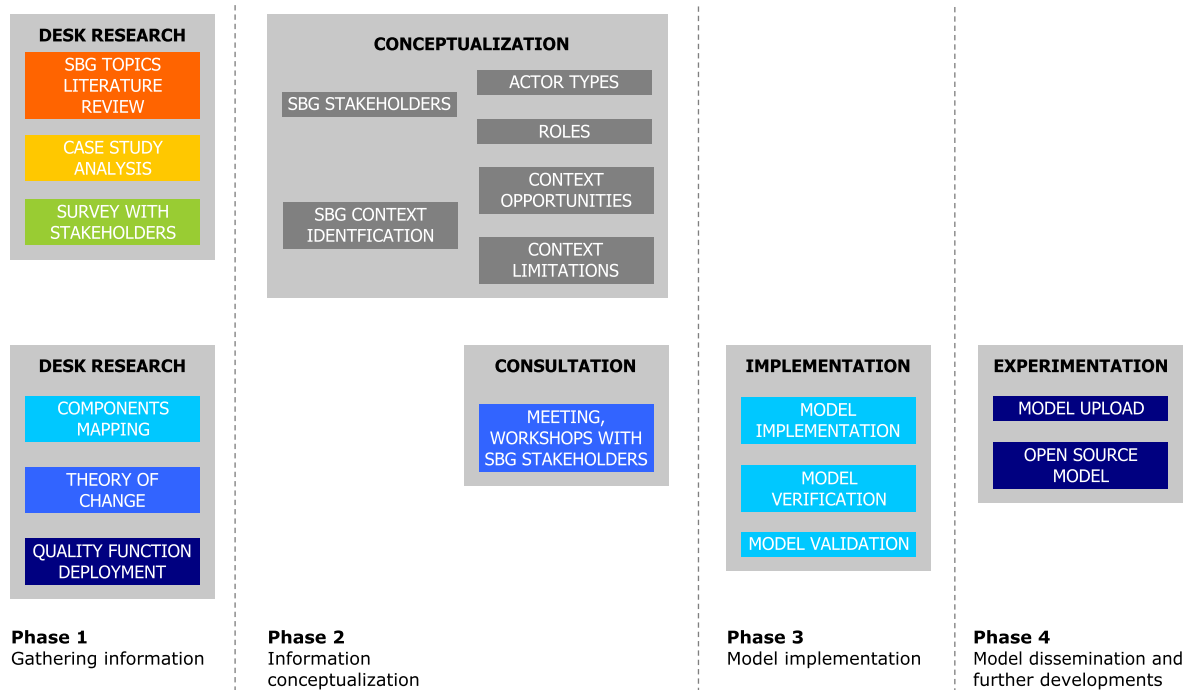 DESK RESEARCH
SBG TOPICS
LITERATURE
REVIEW
CASE STUDY
ANALYSIS
SURVEY WITH
STAKEHOLDERS
CONCEPTUALIZATION
SBG STAKEHOLDERS
ACTOR TYPES
ROLES
SBG CONTEXT
IDENTFICATION
CONTEXT
OPPORTUNITIES
CONTEXT
LIMITATIONS
DESK RESEARCH
COMPONENTS
MAPPING
THEORY OF
CHANGE
QUALITY FUNCTION
DEPLOYMENT
CONSULTATION
MEETING,
WORKSHOPS WITH
SBG STAKEHOLDERS
IMPLEMENTATION
MODEL
IMPLEMENTATION
MODEL
VERIFICATION
MODEL VALIDATION
EXPERIMENTATION
MODEL UPLOAD
OPEN SOURCE
MODEL
Phase 1
Gathering information
Phase 2
Information
conceptualization
Phase 3
Model implementation
Phase 4
Model dissemination and
further developments